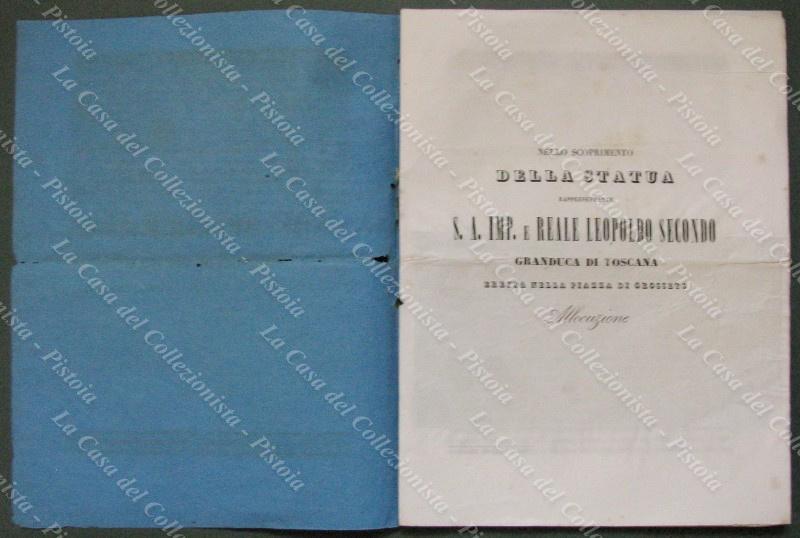 NELLO SCOPRIMENTO
DELLA STATUA
RAPPRESENTANTE
S. A. IMP. E REALE LEOPOLDO SECONDO
GRANDUCA DI TOSCANA
ERETTA NELLA PIAZZA DI GROSSETO
Allocuzione
La Casa del Collezionista - Pistoia